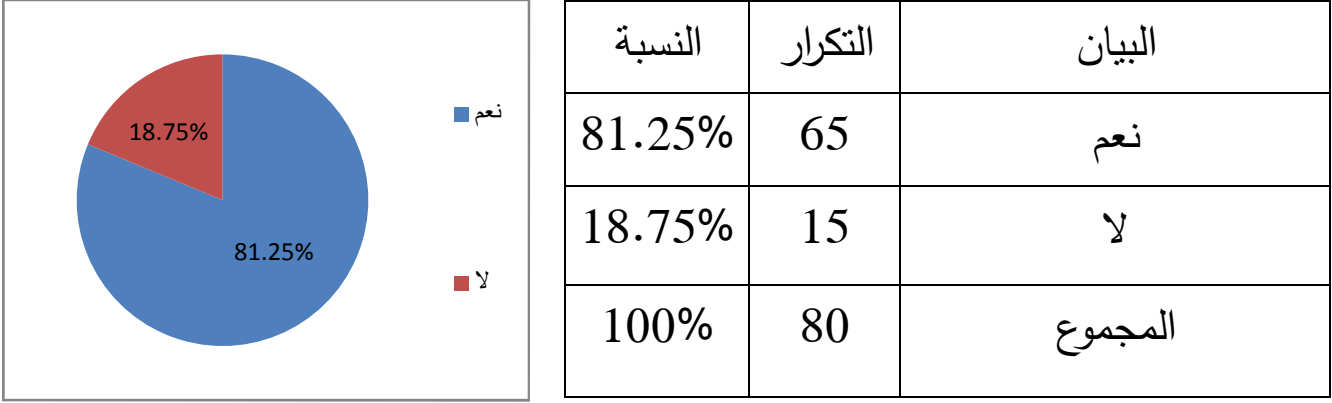 البيان التكرار النسبة
نعم 65 81.25%
لا 15 18.75%
المجموع 80 100%
نعم
18.75%
81.25%
لا